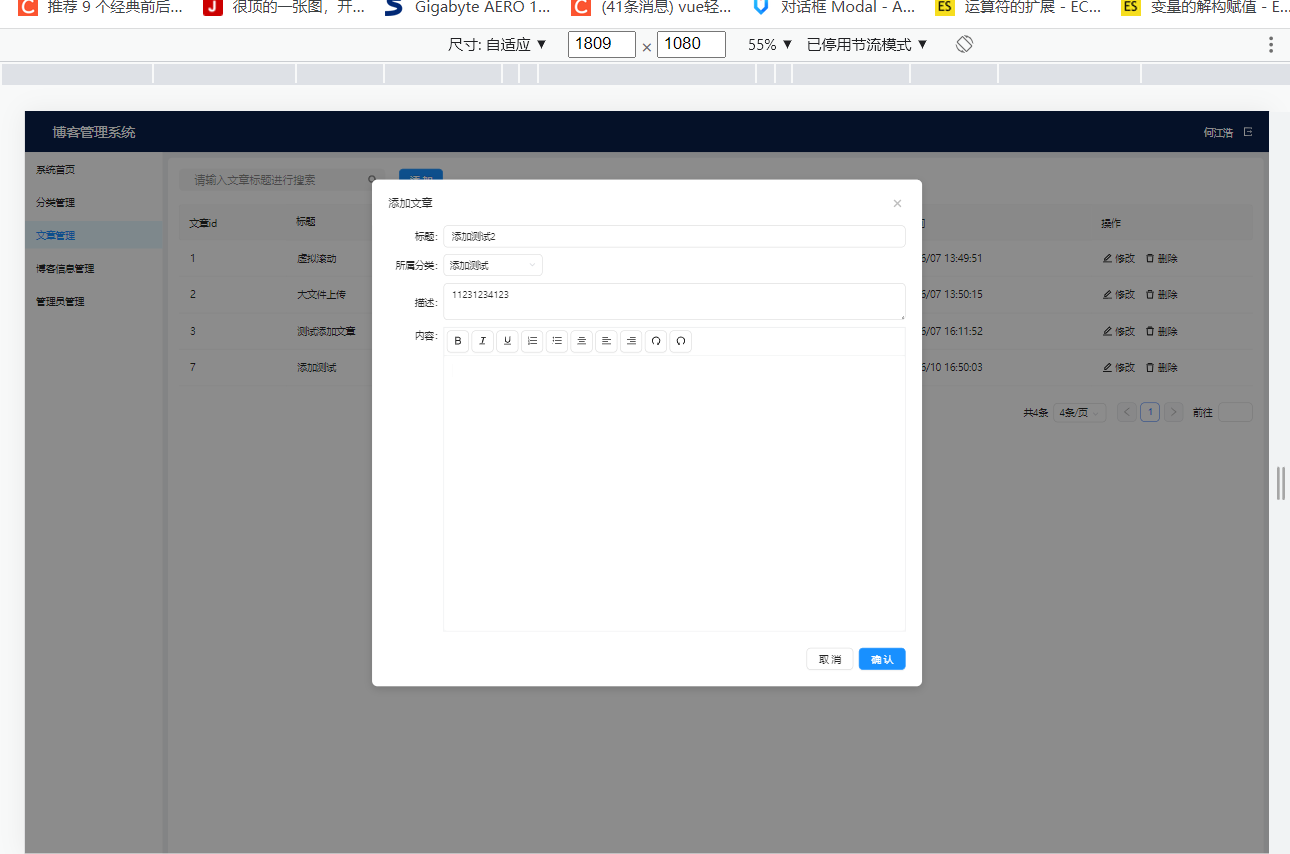 推荐 9 个经典前后... 很顶的一张图，开... Gigabyte AERO 1... (41条消息) vue轻... 对话框 Modal - A... ES 运算符的扩展 - EC... ES 变量的解构赋值 - E...
尺寸: 自适应 ▼ 1809 × 1080 55% ▼ 已停用节流模式 ▼
博客管理系统 何江浩
系统首页
分类管理
文章管理
博客信息管理
管理员管理
请输入文章标题进行搜索 添加
文章id 标题 操作
1 虚拟滚动 6/07 13:49:51 修改 删除
2 大文件上传 6/07 13:50:15 修改 删除
3 测试添加文章 6/07 16:11:52 修改 删除
7 添加测试 6/10 16:50:03 修改 删除
共4条 4条/页 < 1 > 前往
添加文章 ×
标题: 添加测试2
所属分类: 添加测试
描述: 11231234123
内容: B I U
取 消 确 认